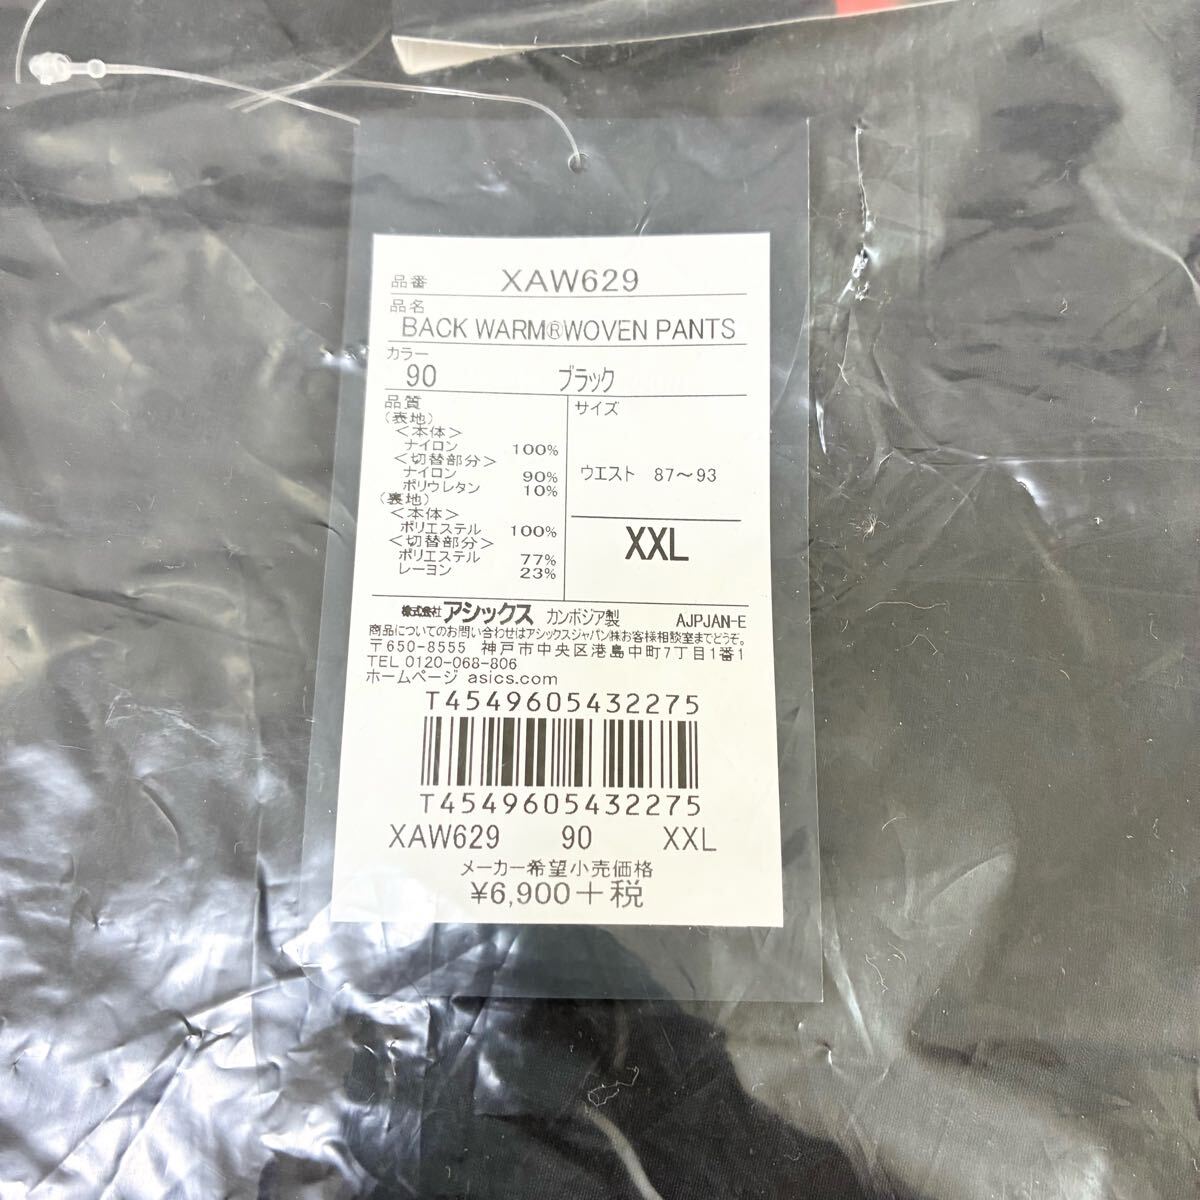 品番 XAW629
品名
BACK WARM®WOVEN PANTS
カラー
90 ブラック
品質
(表地)
<本体>
ナイロン 100%
<切替部分>
ナイロン 90%
ポリウレタン 10%
(裏地)
<本体>
ポリエステル 100%
<切替部分>
ポリエステル 77%
レーヨン 23%
サイズ
ウエスト 87～93
XXL
株式会社 アシックス カンボジア製 AJPJAN-E
商品についてのお問い合わせはアシックスジャパン㈱お客様相談室までどうぞ。
〒650-8555 神戸市中央区港島中町7丁目1番1
TEL 0120-068-806
ホームページ asics.com
T4549605432275
T4549605432275
XAW629 90 XXL
メーカー希望小売価格
¥6,900+税